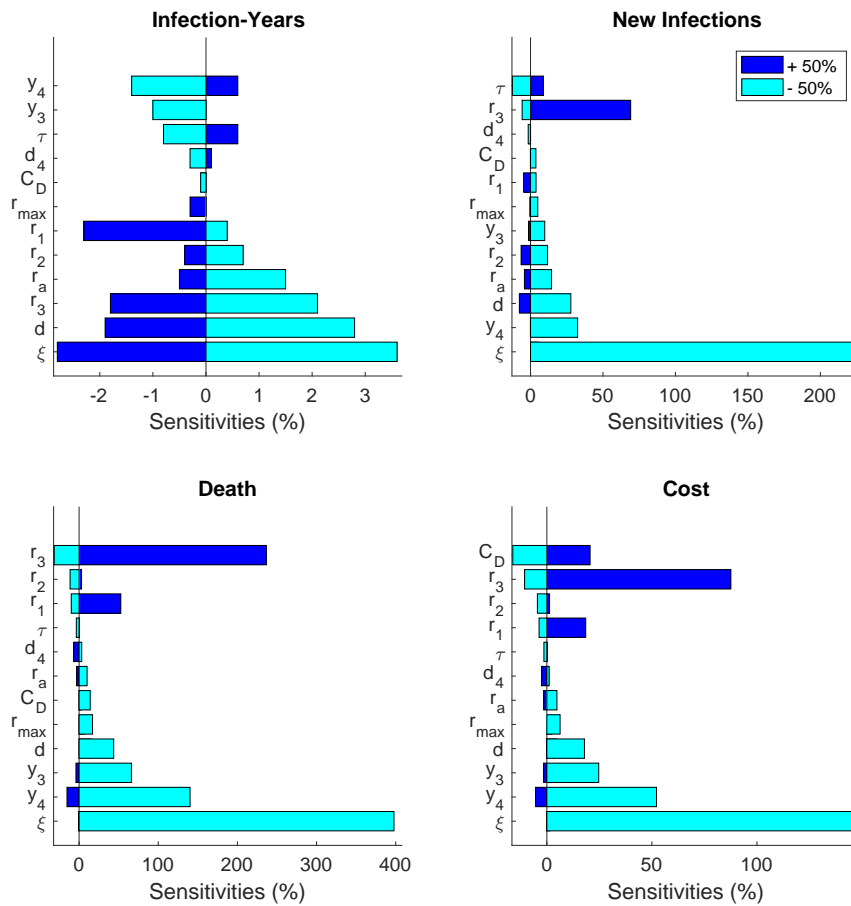 Infection-Years
y4
y3
τ
d4
CD
rmax
r1
r2
ra
r3
d
ξ
-2 -1 0 1 2 3
Sensitivities (%)
New Infections
+ 50%
- 50%
τ
r3
d4
CD
r1
rmax
y3
r2
ra
d
y4
ξ
0 50 100 150 200
Sensitivities (%)
Death
r3
r2
r1
τ
d4
ra
CD
rmax
d
y3
y4
ξ
0 100 200 300 400
Sensitivities (%)
Cost
CD
r3
r2
r1
τ
d4
ra
rmax
d
y3
y4
ξ
0 50 100
Sensitivities (%)